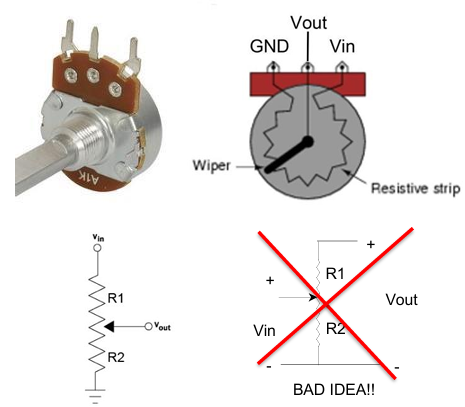 Vout
GND
Vin
A1K
Wiper
Resistive strip
vin
R1
vout
R2
+
R1
+
Vout
Vin
R2
-
-
BAD IDEA!!